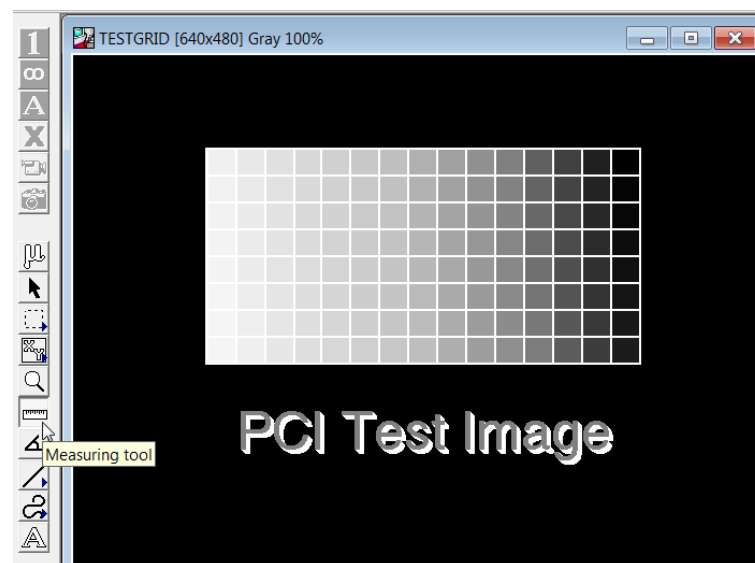 TESTGRID [640x480] Gray 100%
1
∞
A
X
µ
X
Y
Measuring tool
PCI Test Image
A